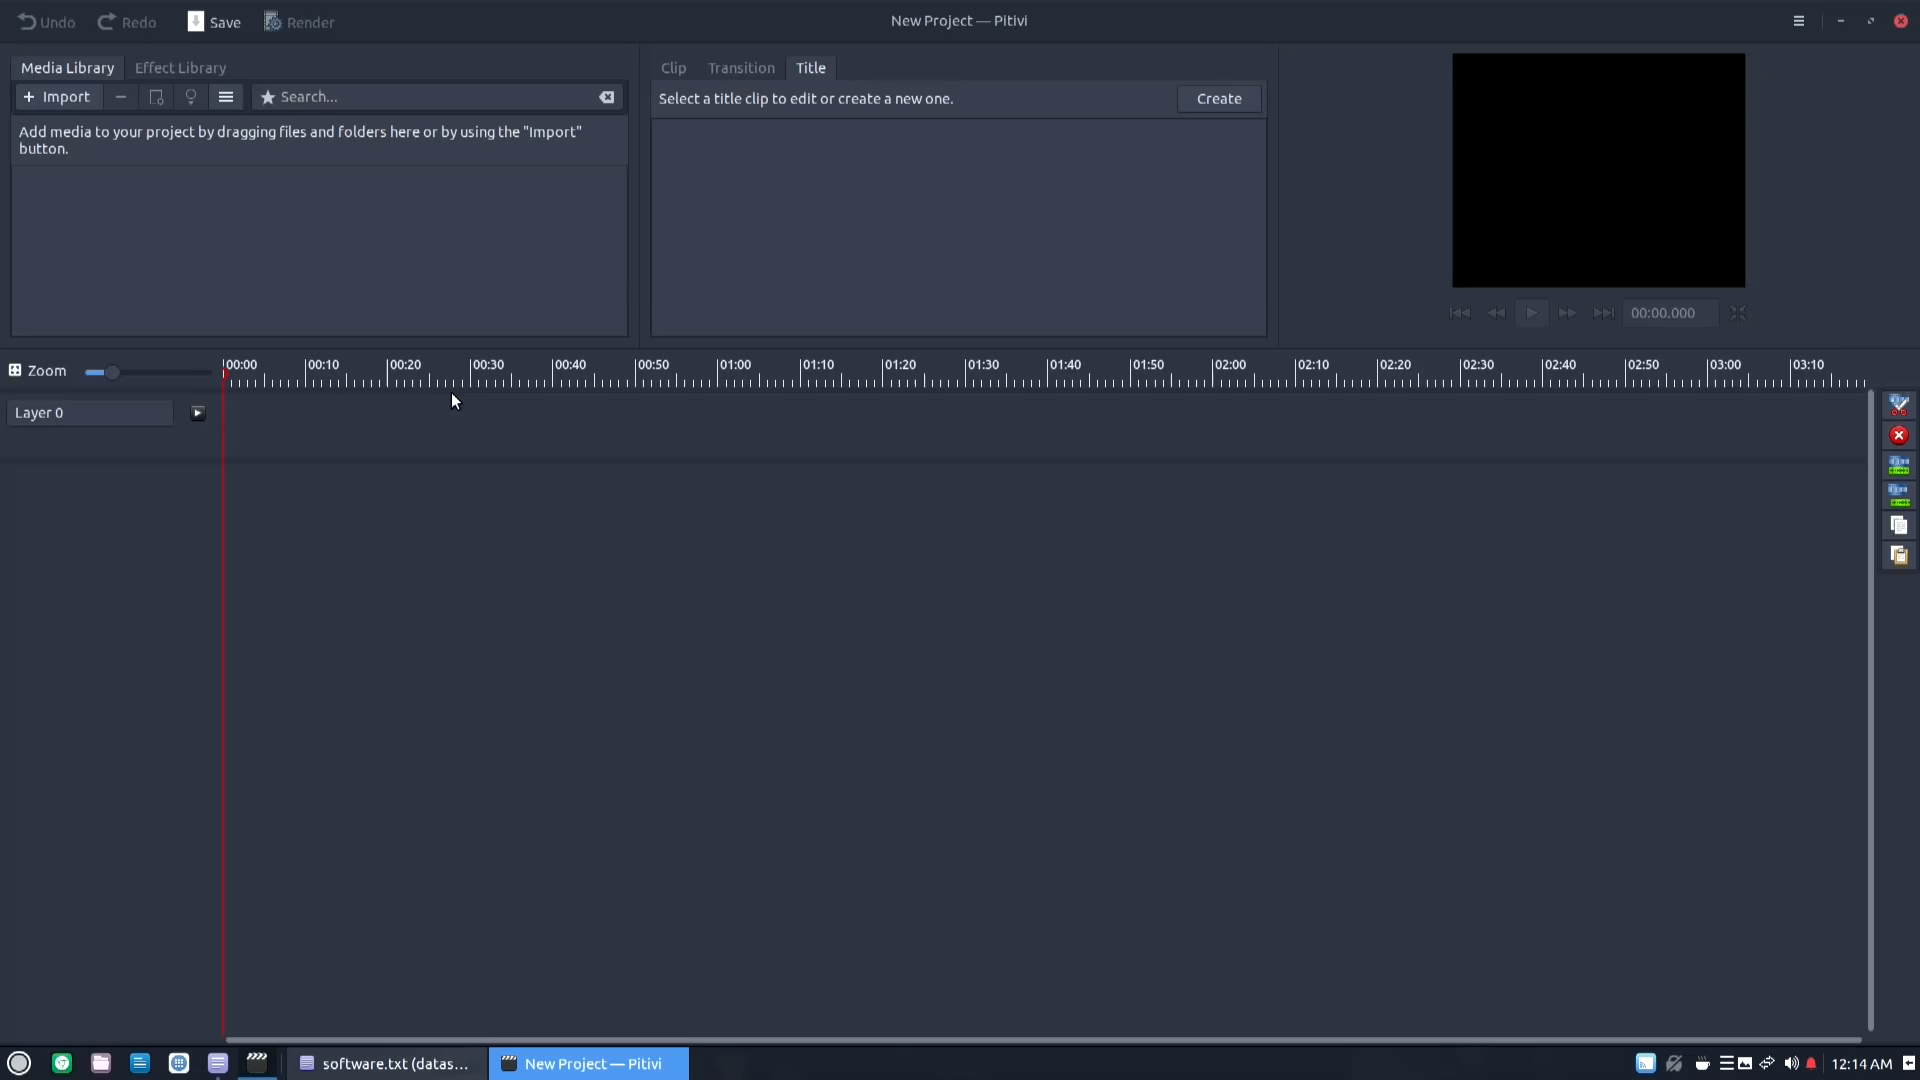 Undo Redo Save Render
New Project — Pitivi
Media Library Effect Library
Import
Search...
Add media to your project by dragging files and folders here or by using the "Import"
button.
Clip Transition Title
Select a title clip to edit or create a new one. Create
00:00.000
Zoom
00:00 00:10 00:20 00:30 00:40 00:50 01:00 01:10 01:20 01:30 01:40 01:50 02:00 02:10 02:20 02:30 02:40 02:50 03:00 03:10
Layer 0
software.txt (datas... New Project — Pitivi 12:14 AM